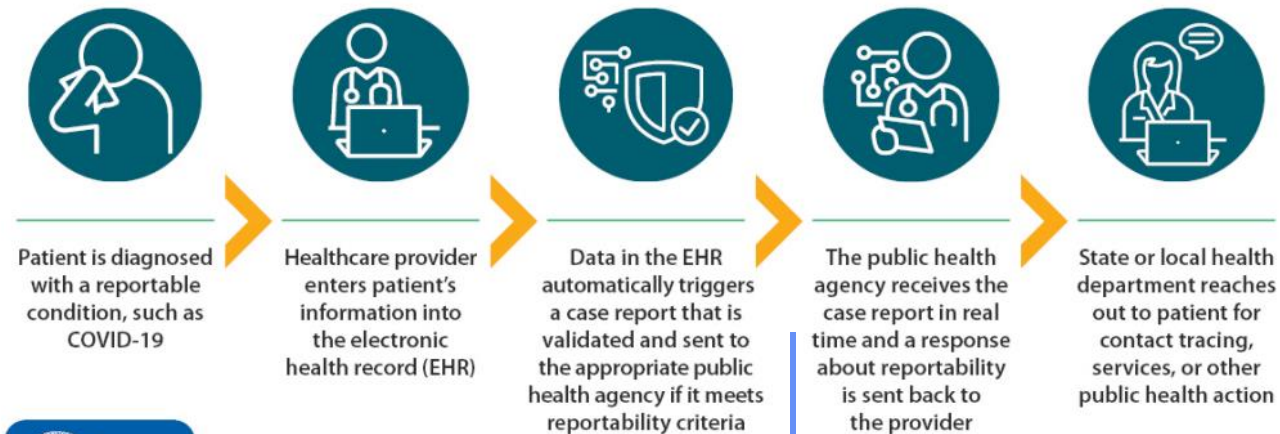 Patient is diagnosed
with a reportable
condition, such as
COVID-19
Healthcare provider
enters patient's
information into
the electronic
health record (EHR)
Data in the EHR
automatically triggers
a case report that is
validated and sent to
the appropriate public
health agency if it meets
reportability criteria
The public health
agency receives the
case report in real
time and a response
about reportability
is sent back to
the provider
State or local health
department reaches
out to patient for
contact tracing,
services, or other
public health action